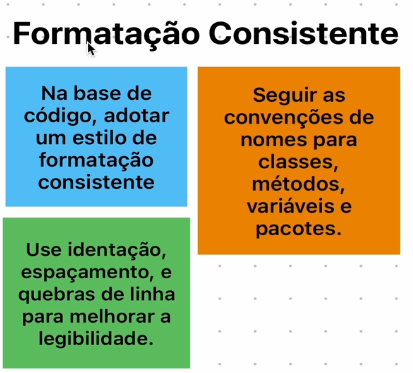 Formatação Consistente
Na base de
código, adotar
um estilo de
formatação
consistente
Seguir as
convenções de
nomes para
classes,
métodos,
variáveis e
pacotes.
Use identação,
espaçamento, e
quebras de linha
para melhorar a
legibilidade.